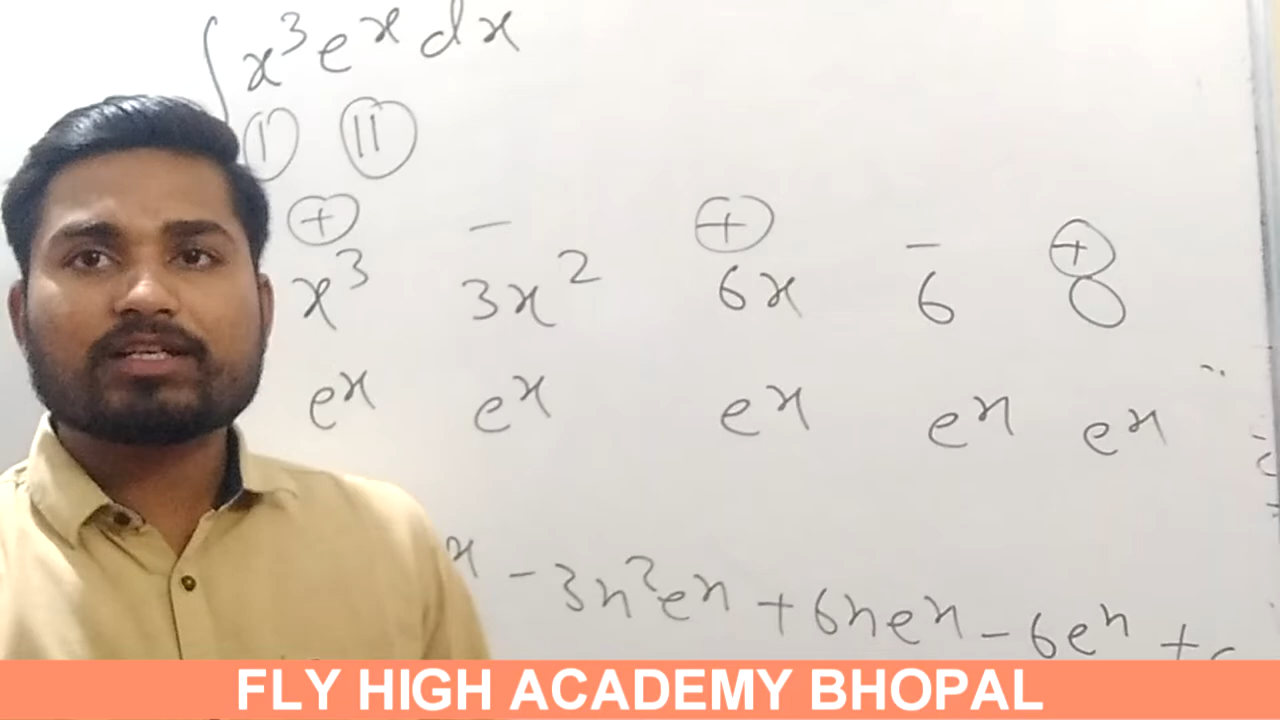 ∫x³eˣdx
Ⓘ Ⓘⓘ
⊕ − ⊕ − ⊕
x³ 3x² 6x 6 0
eˣ eˣ eˣ eˣ eˣ
x − 3x²eˣ + 6xeˣ − 6eˣ +
FLY HIGH ACADEMY BHOPAL